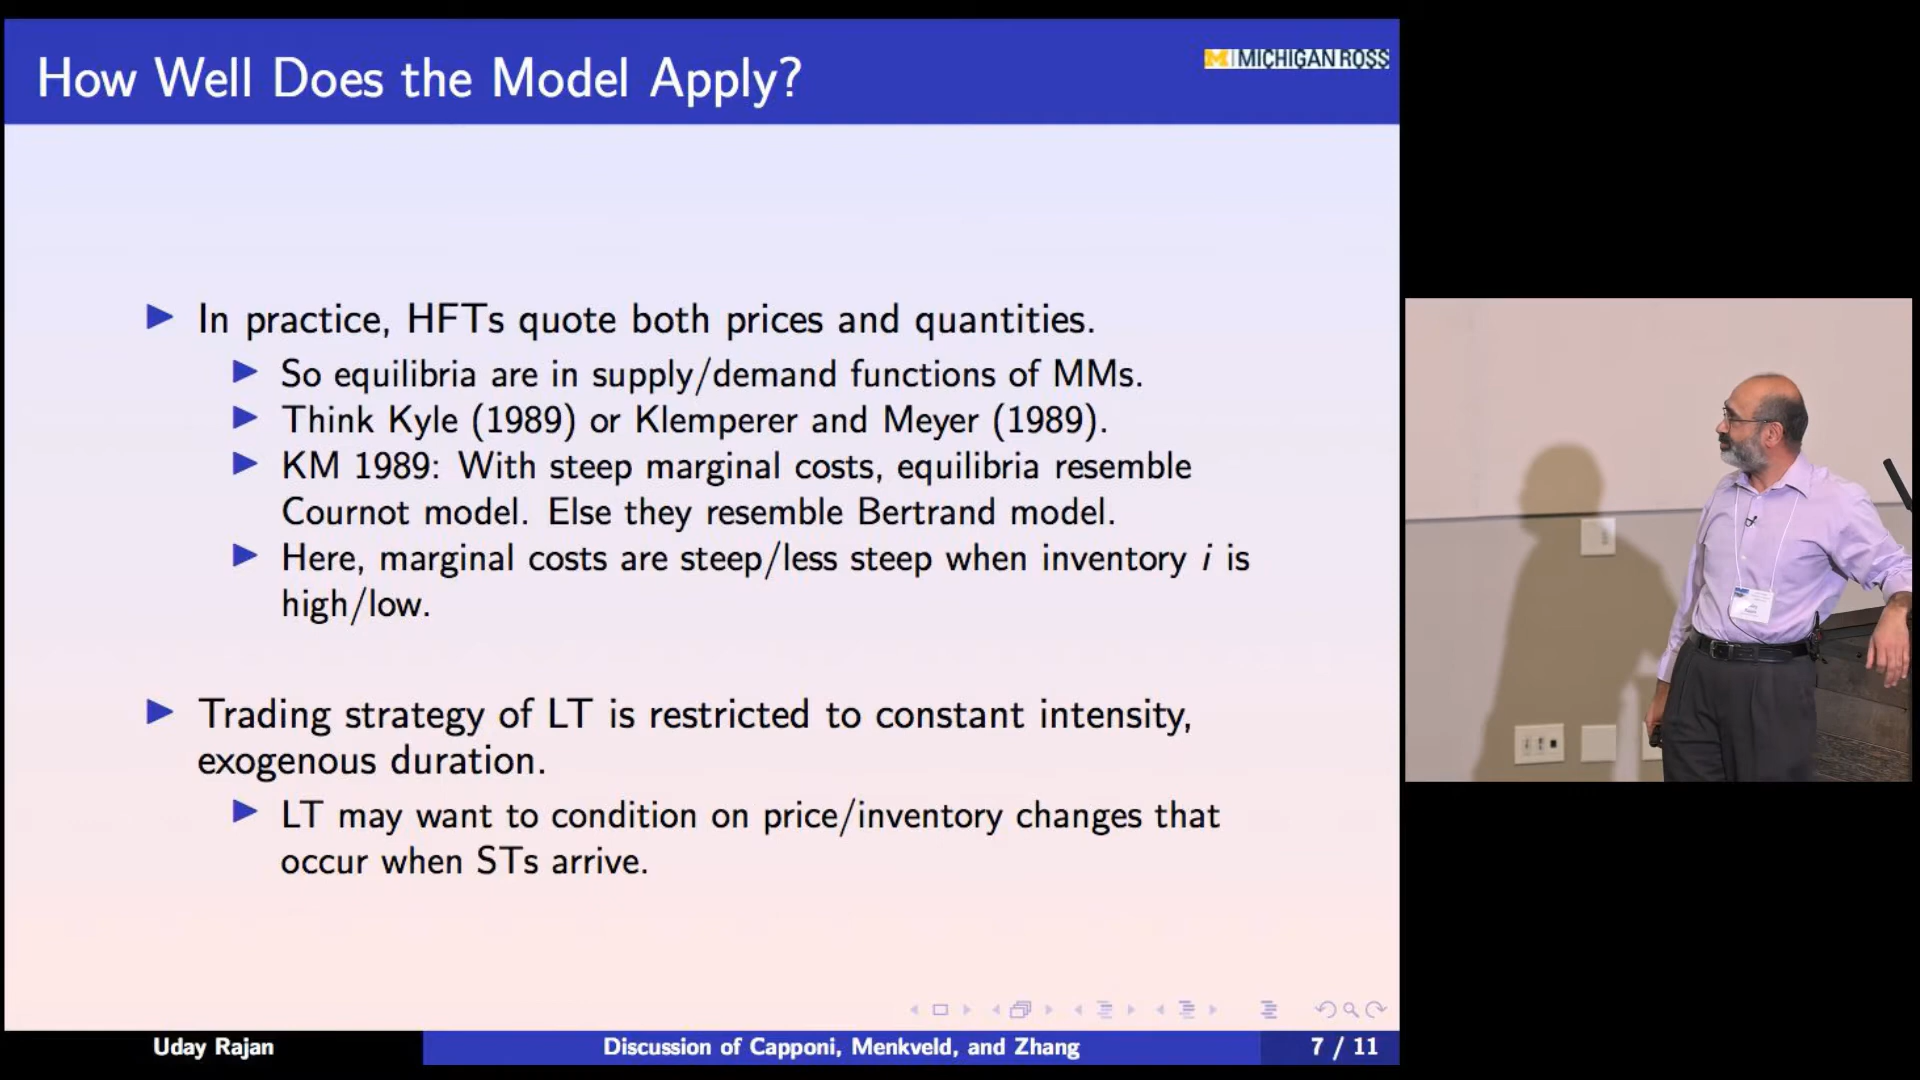 How Well Does the Model Apply?
M MICHIGAN ROSS
In practice, HFTs quote both prices and quantities.
So equilibria are in supply/demand functions of MMs.
Think Kyle (1989) or Klemperer and Meyer (1989).
KM 1989: With steep marginal costs, equilibria resemble
Cournot model. Else they resemble Bertrand model.
Here, marginal costs are steep/less steep when inventory i is
high/low.
Trading strategy of LT is restricted to constant intensity,
exogenous duration.
LT may want to condition on price/inventory changes that
occur when STs arrive.
Uday Rajan
Discussion of Capponi, Menkveld, and Zhang
7 / 11